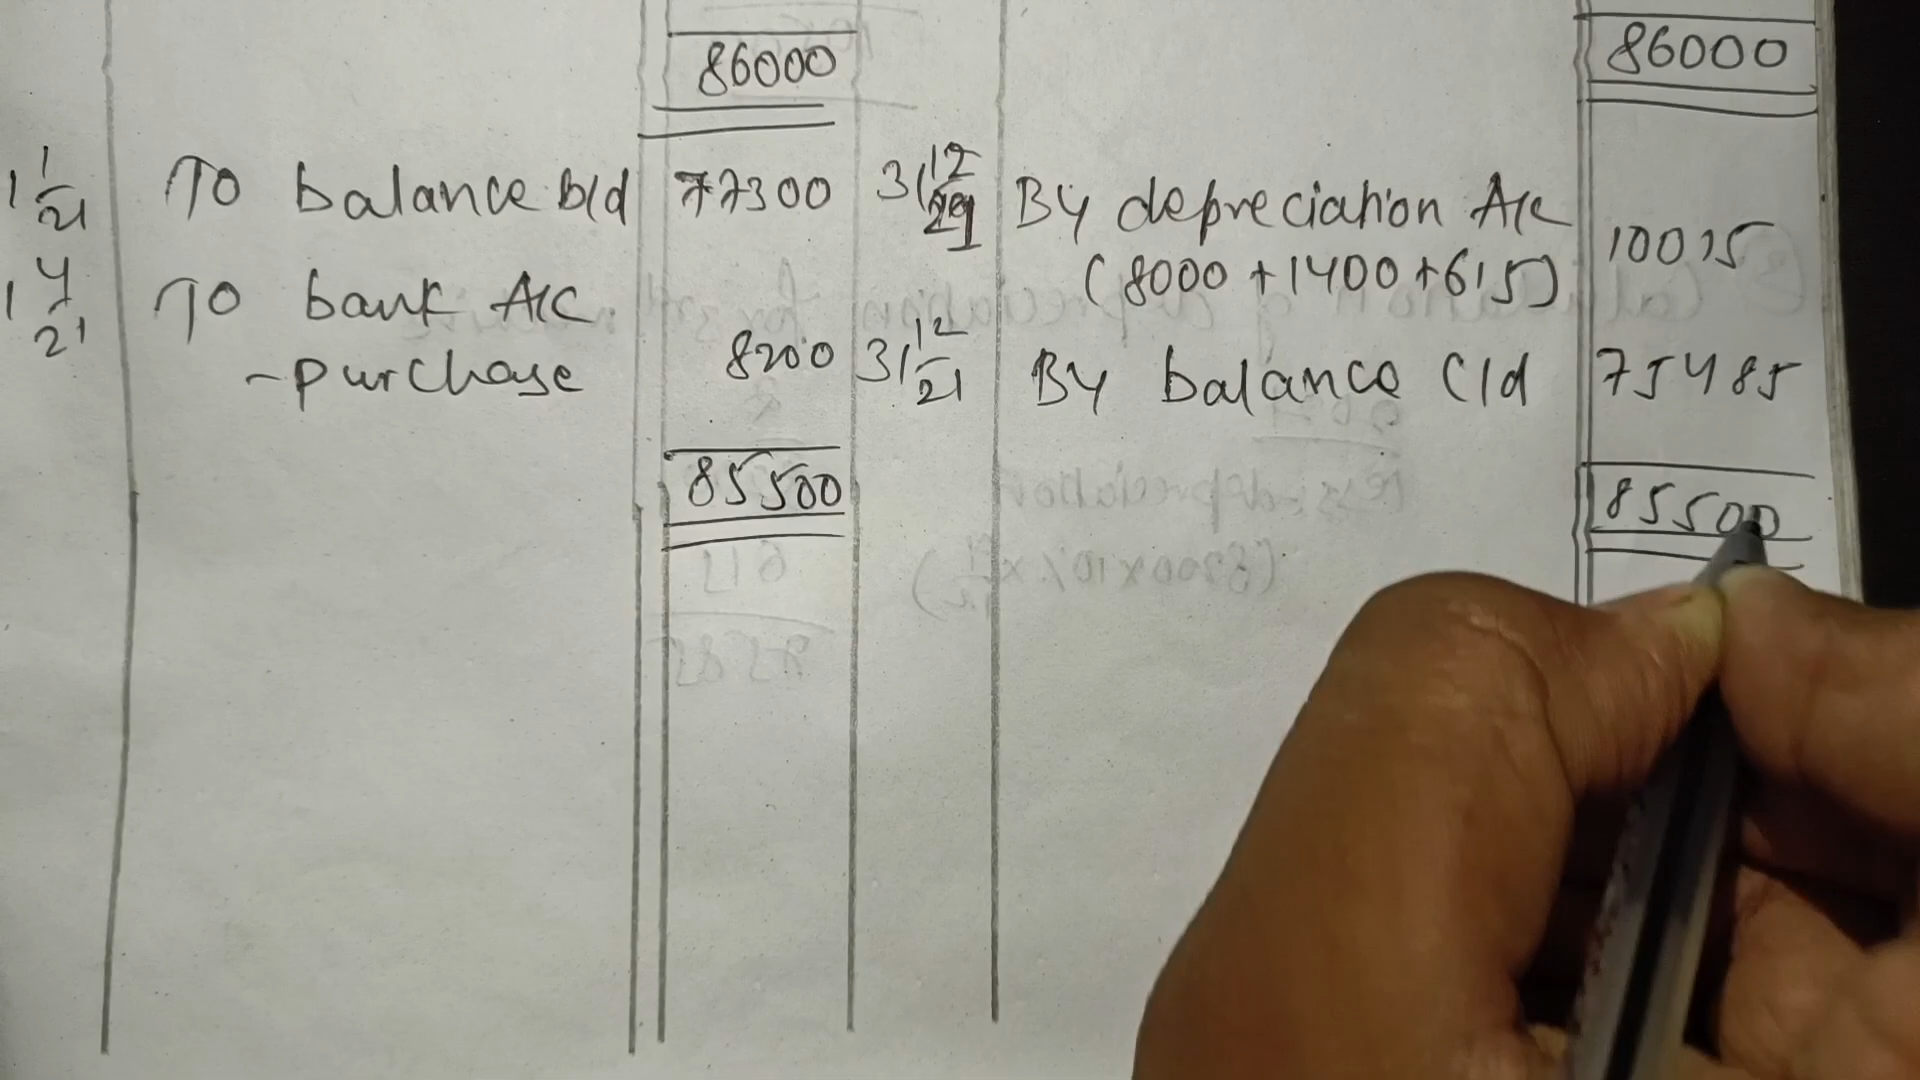 86000 86000
1 1/21 To balance b/d 77300 31 12/21 By depreciation A/c
(8000 + 1400 + 615) 10015
1 4/21 To bank A/c
- purchase 8200 31 12/21 By balance C/d 75485
85500 85500